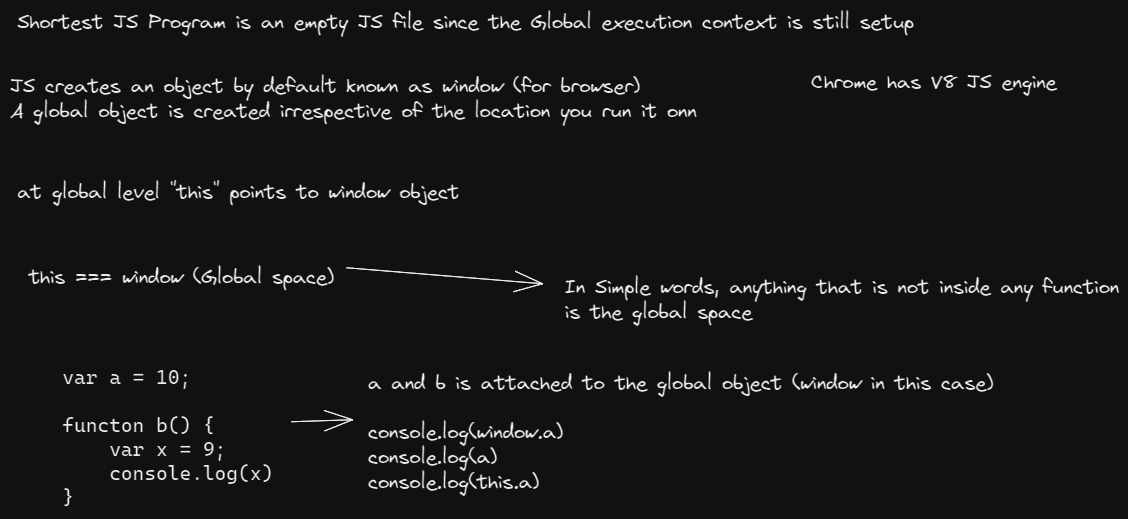 Shortest JS Program is an empty JS file since the Global execution context is still setup
JS creates an object by default known as window (for browser)
A global object is created irrespective of the location you run it onn
Chrome has V8 JS engine
at global level "this" points to window object
this === window (Global space)
In Simple words, anything that is not inside any function
is the global space
var a = 10;
functon b() {
    var x = 9;
    console.log(x)
}
a and b is attached to the global object (window in this case)
console.log(window.a)
console.log(a)
console.log(this.a)